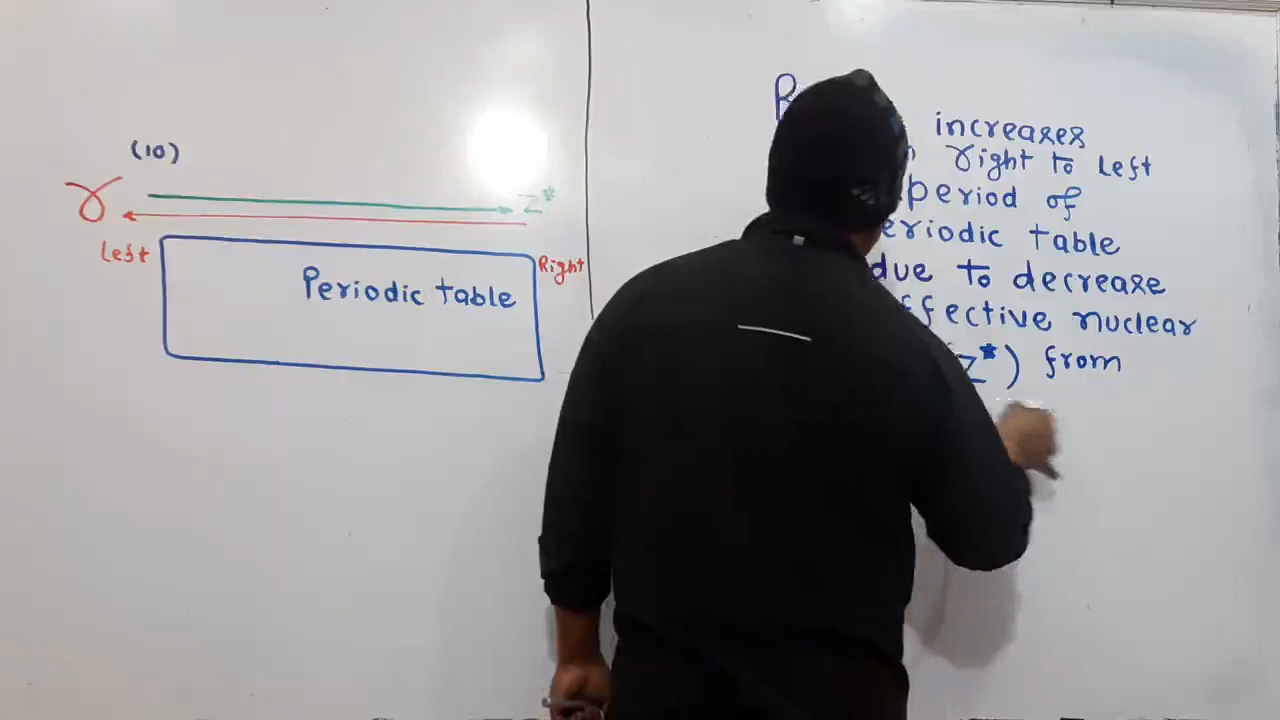 (10)
r
Z*
Left
Right
Periodic table
increases
right to Left
period of
eriodic table
due to decrease
ffective nuclear
Z*) from